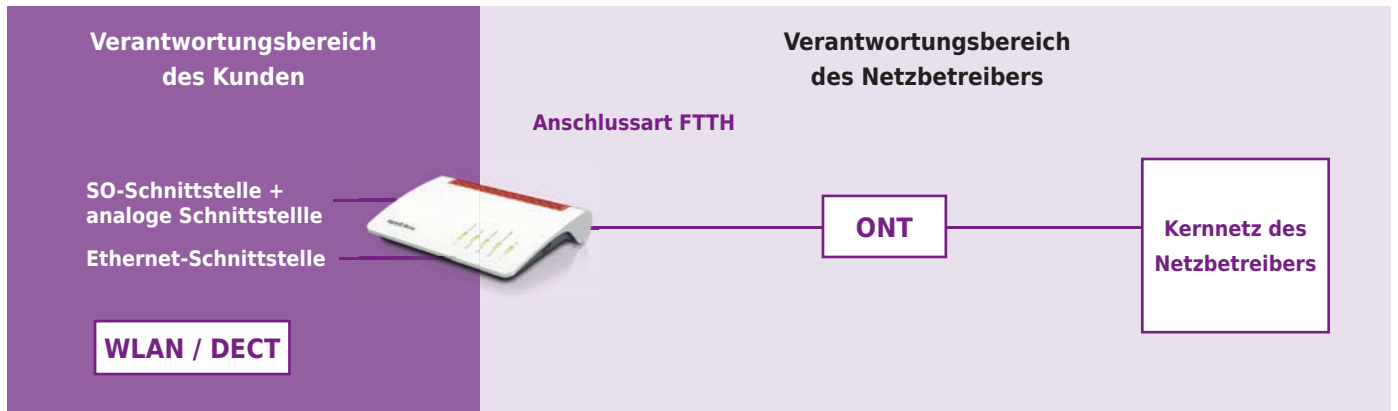 Verantwortungsbereich
des Kunden
Verantwortungsbereich
des Netzbetreibers
Anschlussart FTTH
SO-Schnittstelle +
analoge Schnittstellle
Ethernet-Schnittstelle
WLAN / DECT
ONT
Kernnetz des
Netzbetreibers